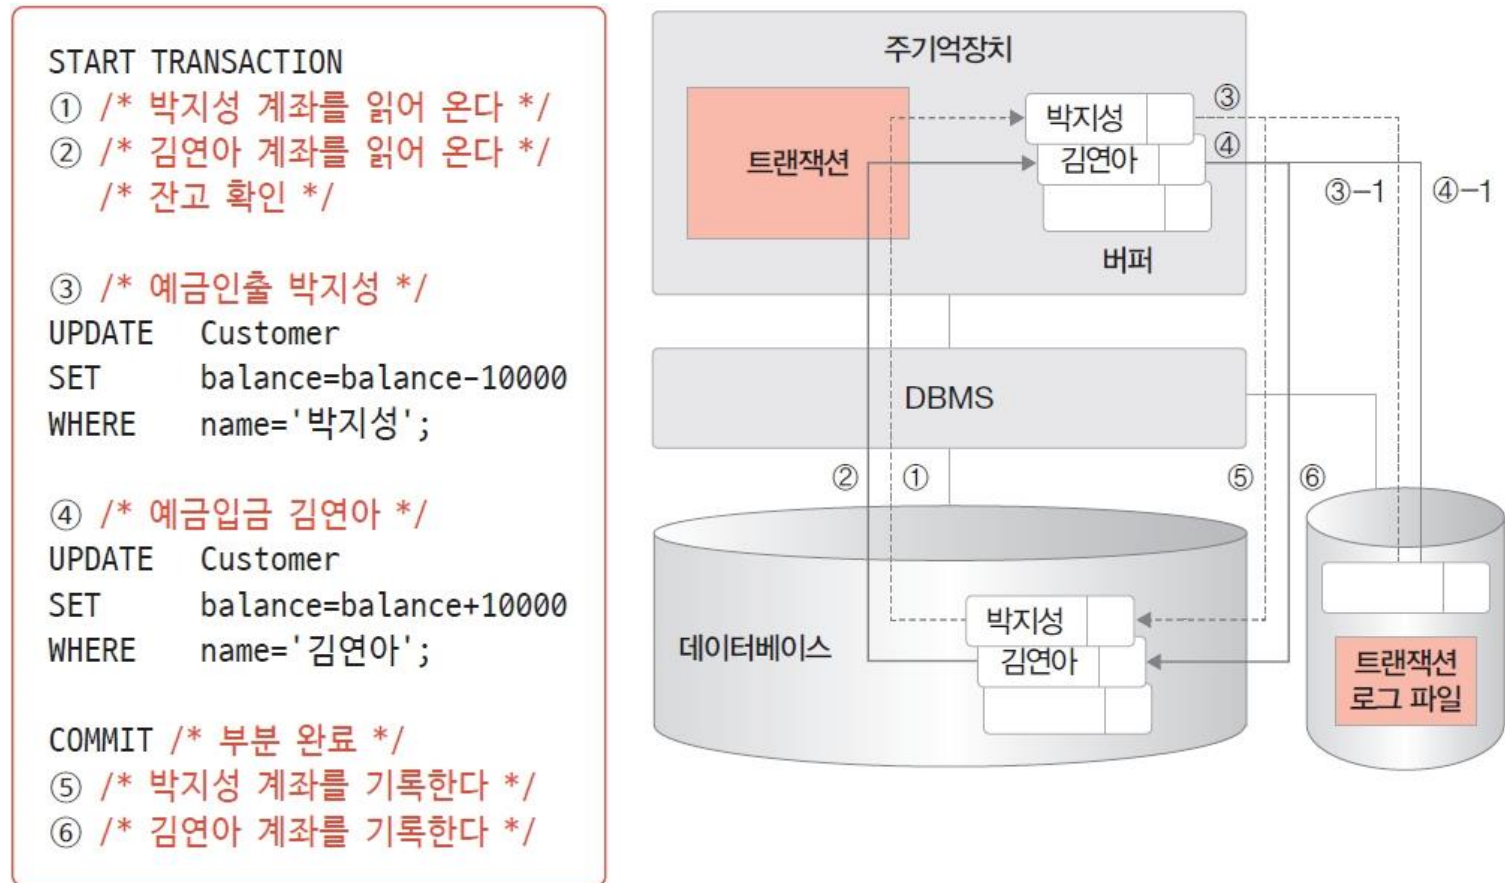 START TRANSACTION
① /* 박지성 계좌를 읽어 온다 */
② /* 김연아 계좌를 읽어 온다 */
/* 잔고 확인 */
③ /* 예금인출 박지성 */
UPDATE Customer
SET balance=balance-10000
WHERE name='박지성';
④ /* 예금입금 김연아 */
UPDATE Customer
SET balance=balance+10000
WHERE name='김연아';
COMMIT /* 부분 완료 */
⑤ /* 박지성 계좌를 기록한다 */
⑥ /* 김연아 계좌를 기록한다 */
주기억장치
트랜잭션
박지성
③
김연아
④
버퍼
③-1
④-1
DBMS
②
①
⑤
⑥
데이터베이스
박지성
김연아
트랜잭션
로그 파일